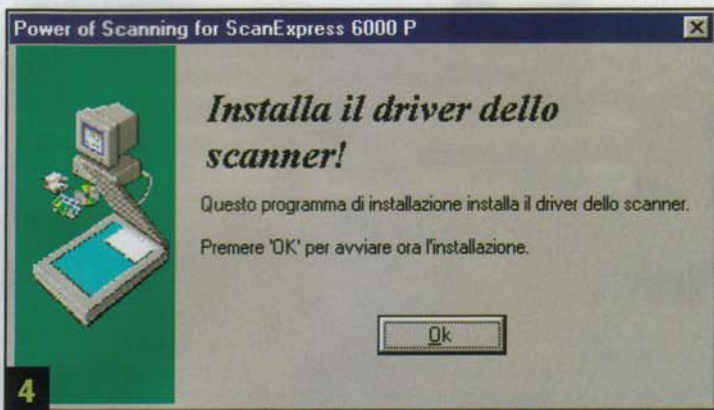 Power of Scanning for ScanExpress 6000 P
Installa il driver dello
scanner!
Questo programma di installazione installa il driver dello scanner.
Premere 'OK' per avviare ora l'installazione.
Ok
4